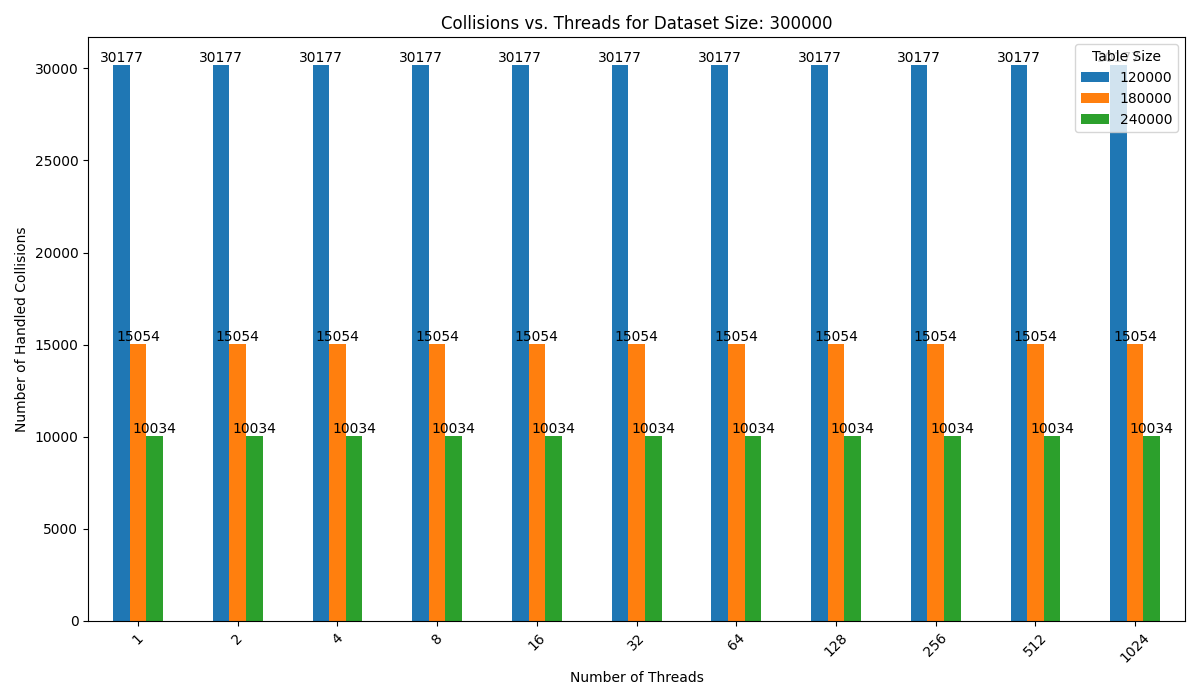 Collisions vs. Threads for Dataset Size: 300000
30177 30177 30177 30177 30177 30177 30177 30177 30177 30177
Table Size
120000
180000
240000
30000
25000
20000
15000
10000
5000
0
15054 15054 15054 15054 15054 15054 15054 15054 15054 15054 15054
10034 10034 10034 10034 10034 10034 10034 10034 10034 10034 10034
Number of Handled Collisions
1 2 4 8 16 32 64 128 256 512 1024
Number of Threads